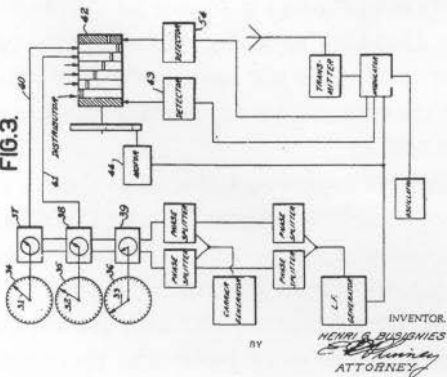 FIG.3.
40
41
DISTRIBUTOR
42
DETECTOR
54
DETECTOR
43
MOTOR
44
TRANS-
MITTER
MODULATOR
OSCILLATOR
37
38
39
34
31
35
32
36
33
PHASE
SPLITTER
PHASE
SPLITTER
PHASE
SPLITTER
PHASE
SPLITTER
CARRIER
GENERATOR
L.F.
GENERATOR
INVENTOR.
HENRI G. BUSIGNIES
BY
ATTORNEY